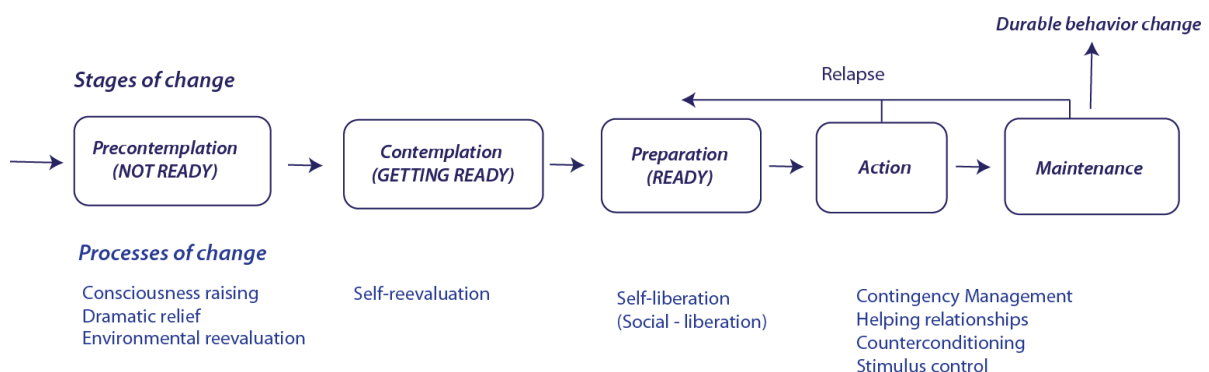 Durable behavior change
Stages of change
Relapse
Precontemplation
(NOT READY)
Contemplation
(GETTING READY)
Preparation
(READY)
Action
Maintenance
Processes of change
Consciousness raising
Dramatic relief
Environmental reevaluation
Self-reevaluation
Self-liberation
(Social - liberation)
Contingency Management
Helping relationships
Counterconditioning
Stimulus control